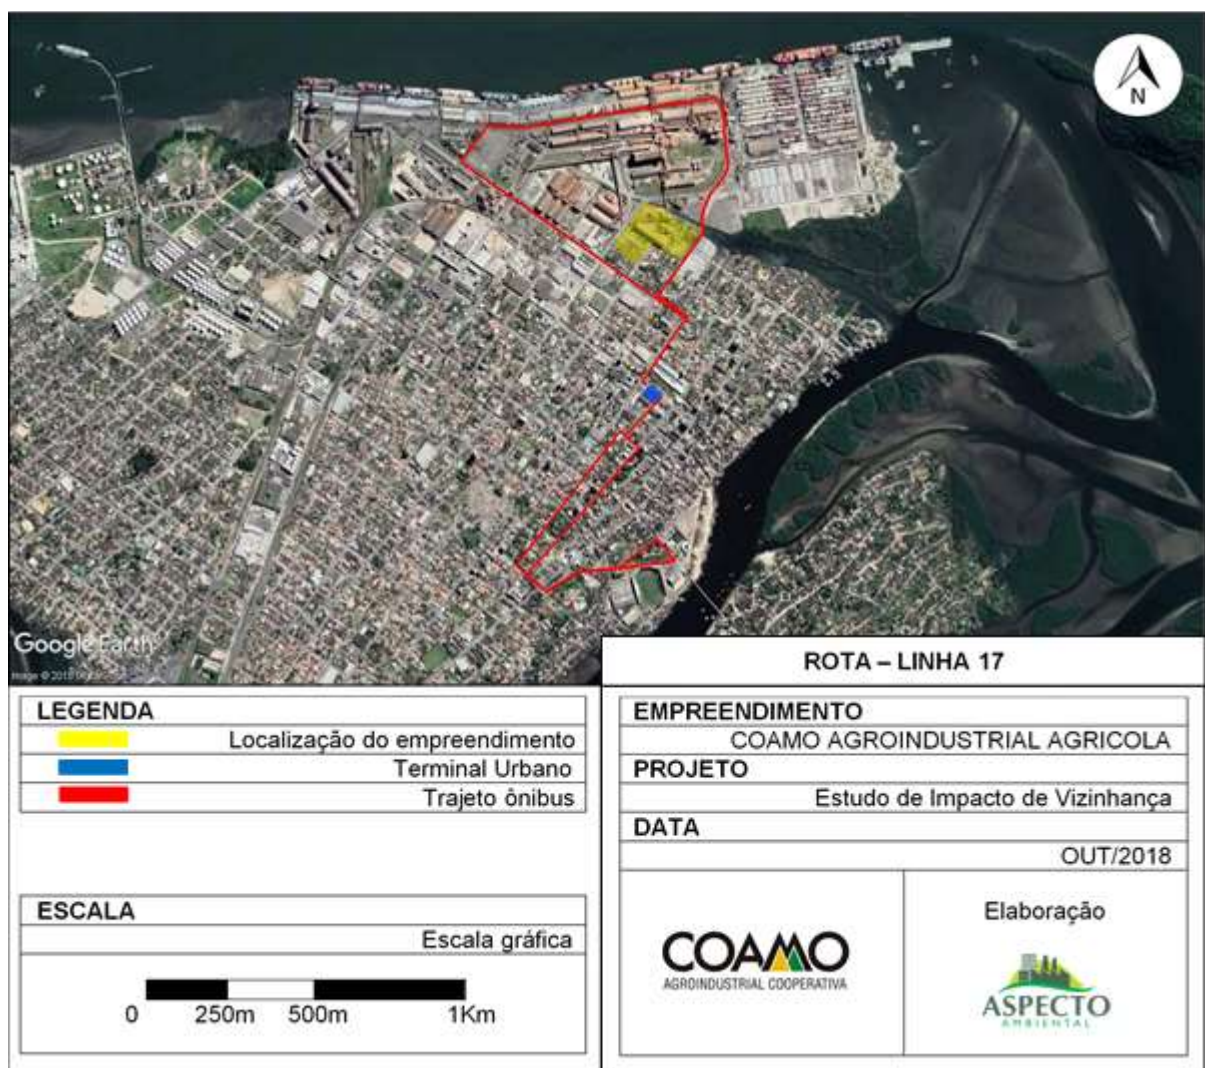 N
Google Earth
ROTA – LINHA 17
LEGENDA
Localização do empreendimento
Terminal Urbano
Trajeto ônibus
ESCALA
Escala gráfica
0 250m 500m 1Km
EMPREENDIMENTO
COAMO AGROINDUSTRIAL AGRICOLA
PROJETO
Estudo de Impacto de Vizinhança
DATA
OUT/2018
COAMO
AGROINDUSTRIAL COOPERATIVA
Elaboração
ASPECTO
AMBIENTAL